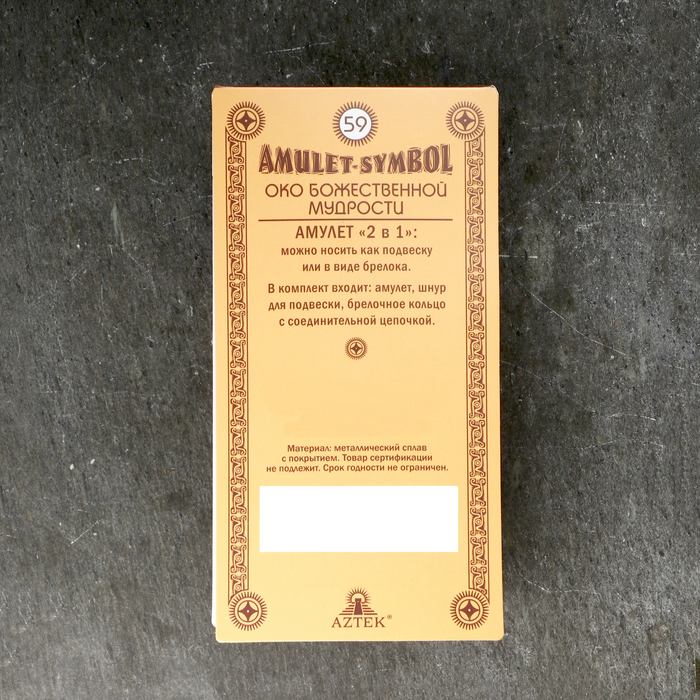 59
AMULET-SYMBOL
ОКО БОЖЕСТВЕННОЙ
МУДРОСТИ
АМУЛЕТ «2 в 1»:
можно носить как подвеску
или в виде брелока.
В комплект входит: амулет, шнур
для подвески, брелочное кольцо
с соединительной цепочкой.
Материал: металлический сплав
с покрытием. Товар сертификации
не подлежит. Срок годности не ограничен.
AZTEK®